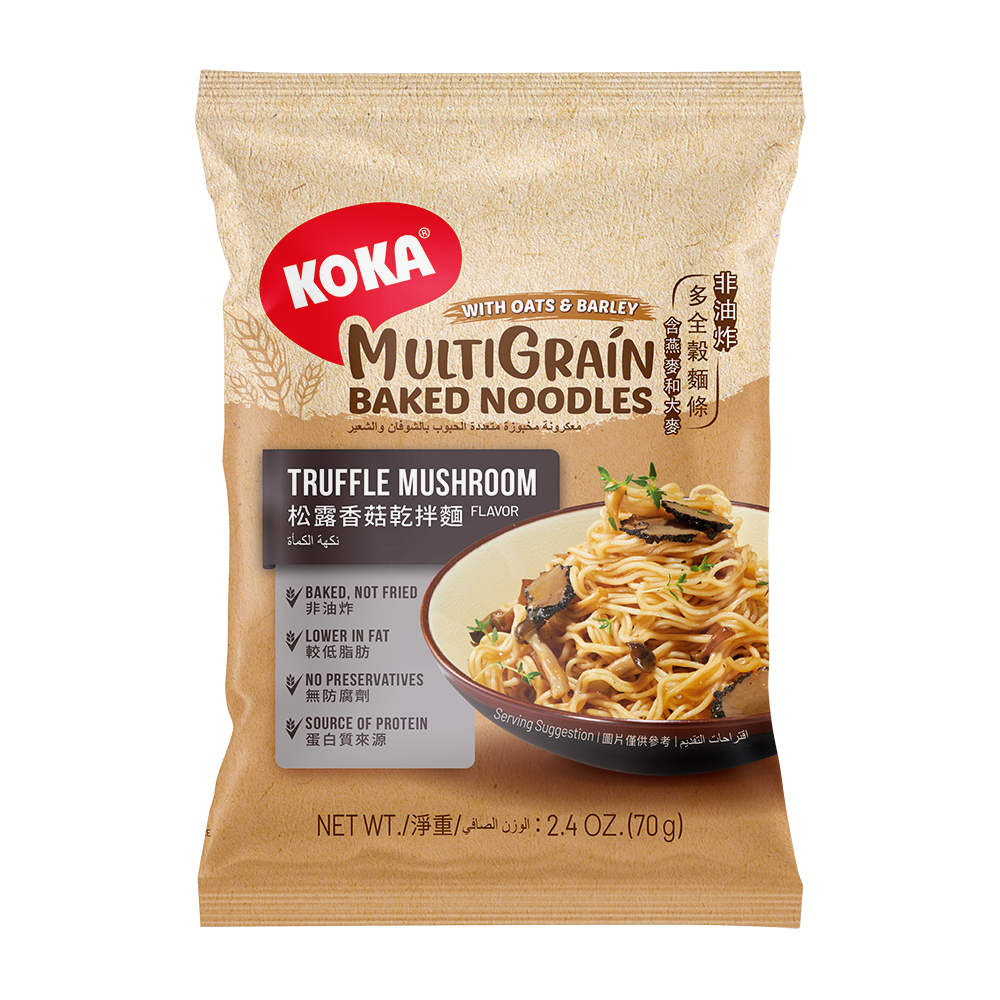 KOKA®
WITH OATS & BARLEY
MULTIGRAIN
BAKED NOODLES
معكرونة مخبوزة متعددة الحبوب بالشوفان والشعير
非油炸
多全穀麵條
含燕麥和大麥
TRUFFLE MUSHROOM
松露香菇乾拌麵 FLAVOR
نكهة الكمأة
BAKED, NOT FRIED
非油炸
LOWER IN FAT
較低脂肪
NO PRESERVATIVES
無防腐劑
SOURCE OF PROTEIN
蛋白質來源
Serving Suggestion | 圖片僅供參考 | اقتراحات التقديم
NET WT./淨重/الوزن الصافي : 2.4 OZ. (70 g)